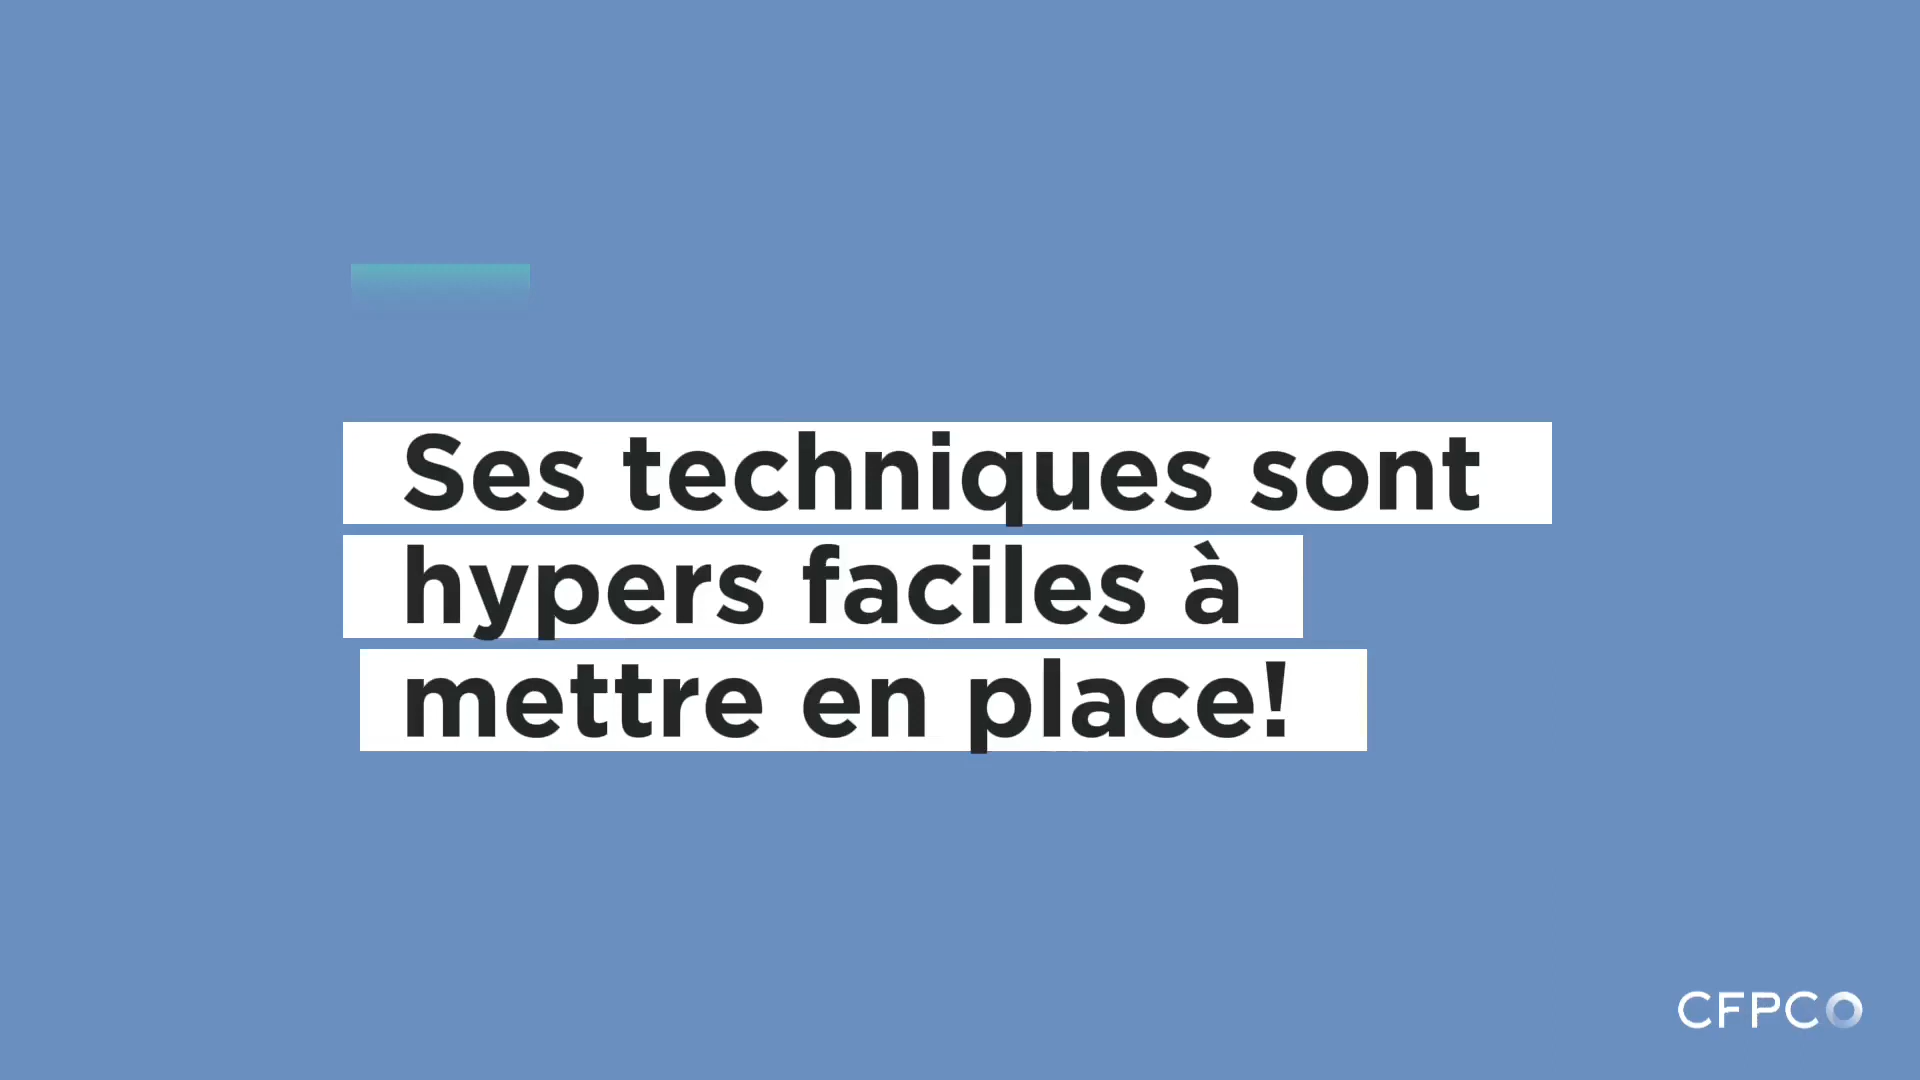 Ses techniques sont
hypers faciles à
mettre en place!
CFPCO